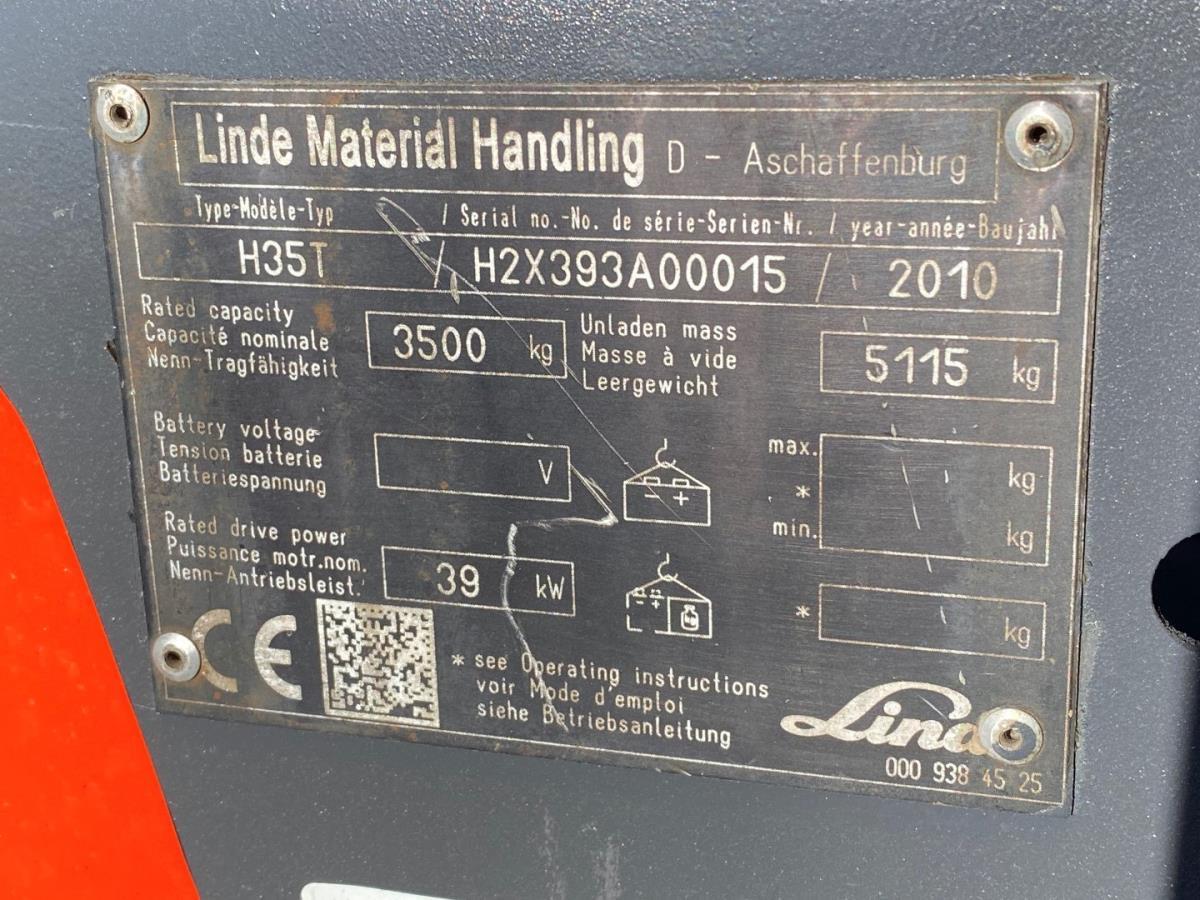 Linde Material Handling D - Aschaffenburg
Type-Modèle-Typ / Serial no.-No. de série-Serien-Nr. / year-année-Baujahr
H35T / H2X393A00015 / 2010
Rated capacity
Capacité nominale
Nenn-Tragfähigkeit
3500 kg
Unladen mass
Masse à vide
Leergewicht
5115 kg
Battery voltage
Tension batterie
Batteriespannung
V
- +
max.
*
min.
kg
kg
Rated drive power
Puissance motr.nom.
Nenn-Antriebsleist.
39 kW
- +
kg
*
kg
CE
* see Operating instructions
voir Mode d'emploi
siehe Betriebsanleitung
Linde
000 938 45 25